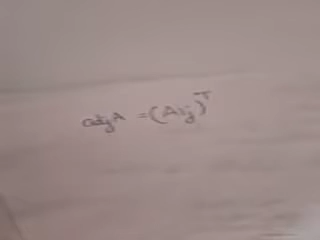 adj A = (Aij)ᵀ